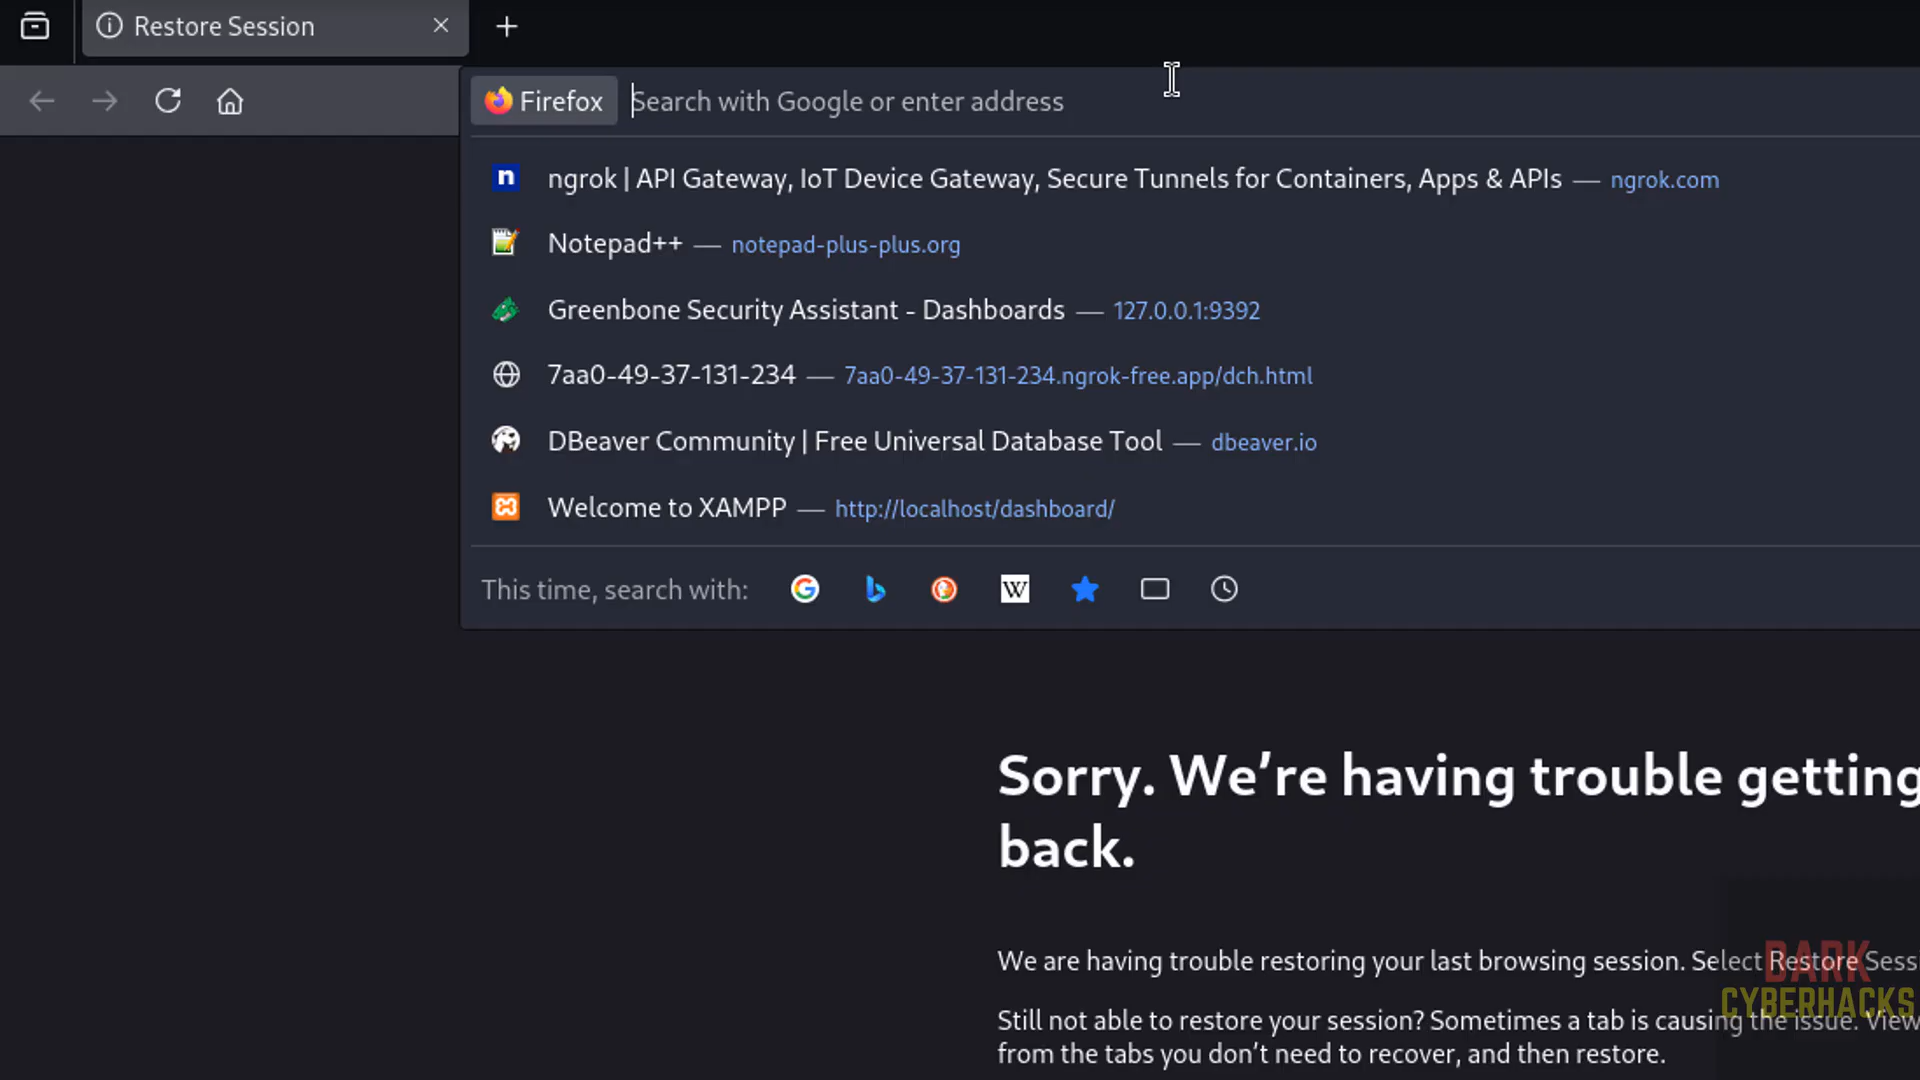 Restore Session
Firefox Search with Google or enter address
ngrok | API Gateway, IoT Device Gateway, Secure Tunnels for Containers, Apps & APIs — ngrok.com
Notepad++ — notepad-plus-plus.org
Greenbone Security Assistant - Dashboards — 127.0.0.1:9392
7aa0-49-37-131-234 — 7aa0-49-37-131-234.ngrok-free.app/dch.html
DBeaver Community | Free Universal Database Tool — dbeaver.io
Welcome to XAMPP — http://localhost/dashboard/
This time, search with:
Sorry. We’re having trouble getting
back.
We are having trouble restoring your last browsing session. Select Restore Sess
Still not able to restore your session? Sometimes a tab is causing the issue. View
from the tabs you don’t need to recover, and then restore.
DARK
CYBERHACKS